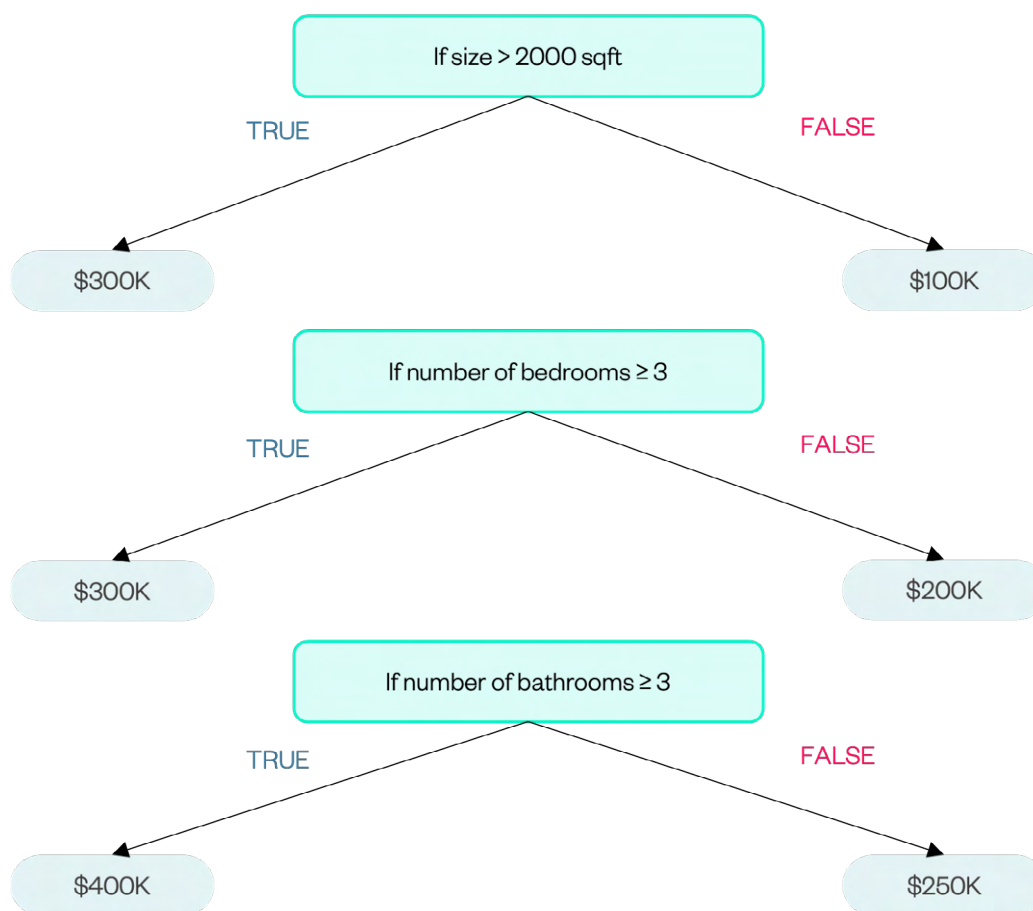 If size > 2000 sqft
TRUE
FALSE
$300K
$100K
If number of bedrooms ≥ 3
TRUE
FALSE
$300K
$200K
If number of bathrooms ≥ 3
TRUE
FALSE
$400K
$250K